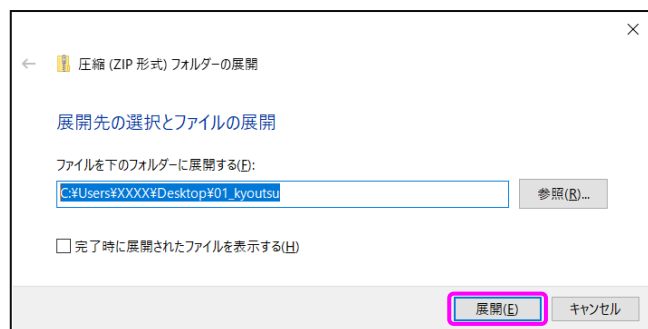 圧縮 (ZIP 形式) フォルダーの展開
展開先の選択とファイルの展開
ファイルを下のフォルダーに展開する(F):
C:¥Users¥XXXX¥Desktop¥01_kyoutsu
参照(R)...
完了時に展開されたファイルを表示する(H)
展開(E)
キャンセル